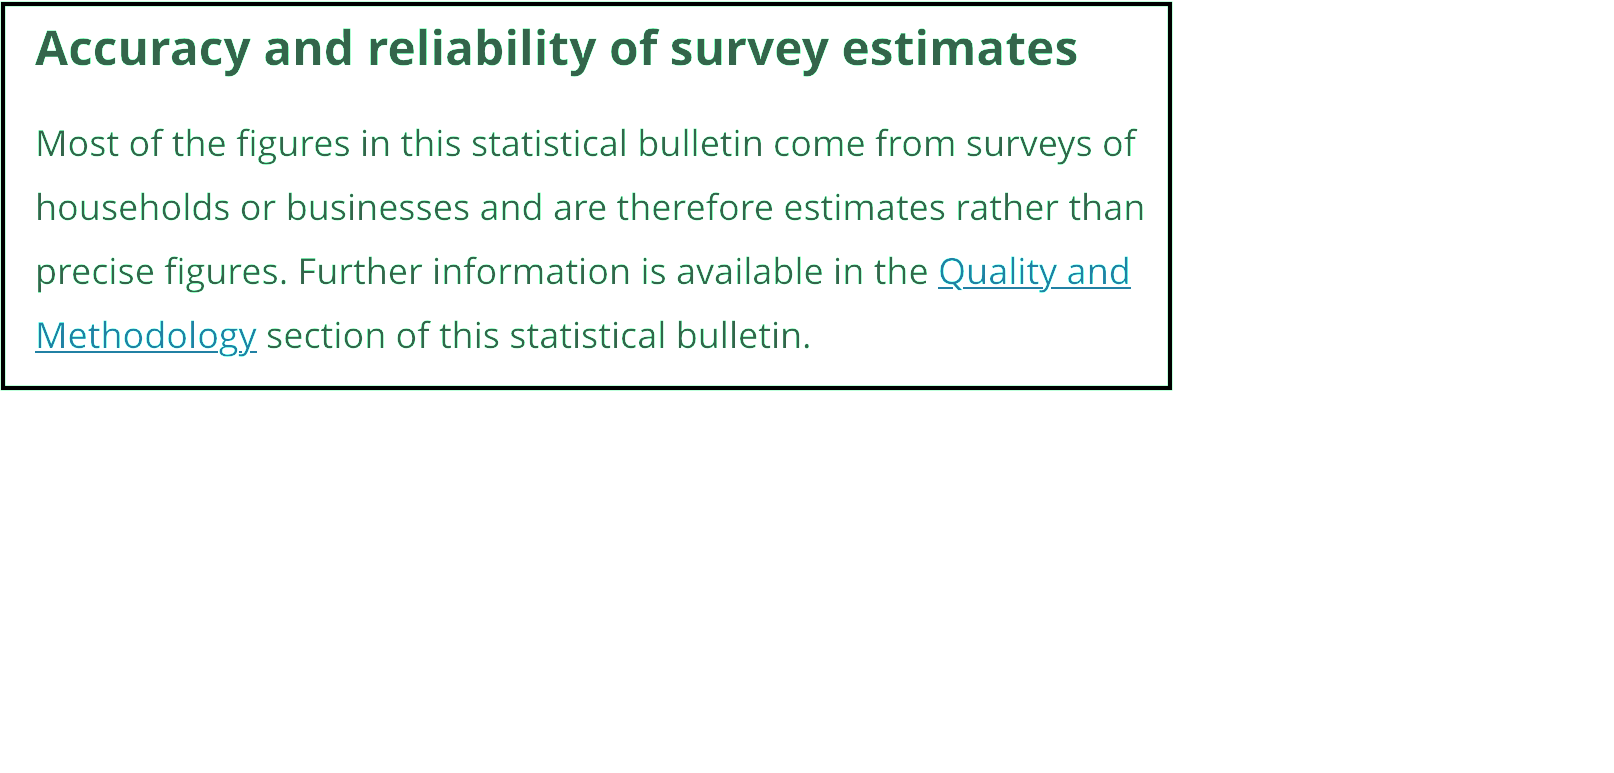 Accuracy and reliability of survey estimates
Most of the figures in this statistical bulletin come from surveys of
households or businesses and are therefore estimates rather than
precise figures. Further information is available in the Quality and
Methodology section of this statistical bulletin.